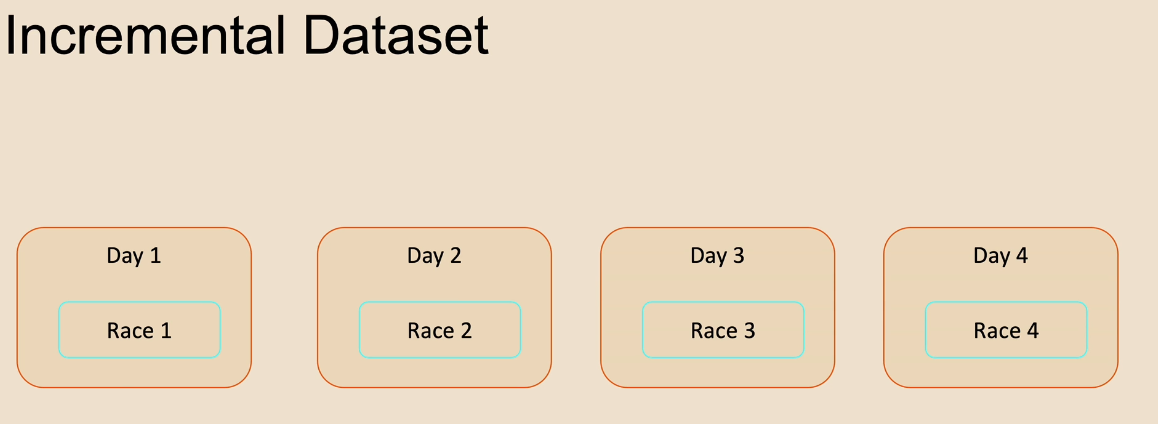 Incremental Dataset
Day 1
Race 1
Day 2
Race 2
Day 3
Race 3
Day 4
Race 4